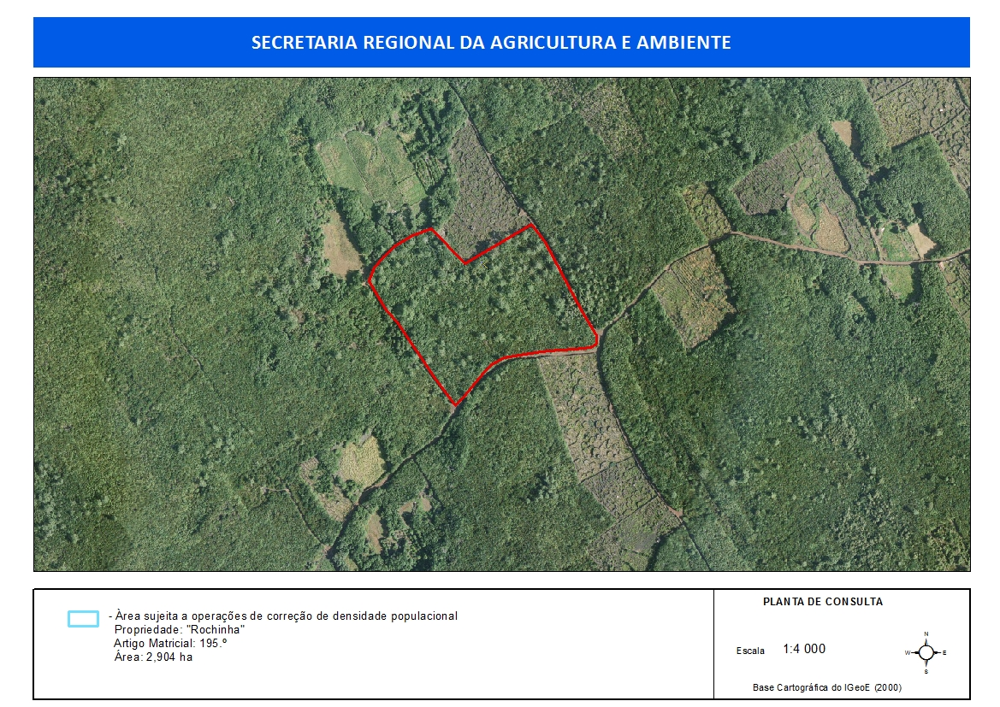 SECRETARIA REGIONAL DA AGRICULTURA E AMBIENTE
- Àrea sujeita a operações de correção de densidade populacional
Propriedade: "Rochinha"
Artigo Matricial: 195.º
Área: 2,904 ha
PLANTA DE CONSULTA
Escala 1:4 000
N
W E
S
Base Cartográfica do IGeoE (2000)